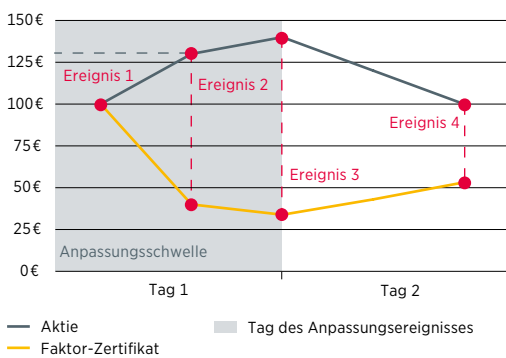 150 €
125 €
Ereignis 1
Ereignis 2
100 €
Ereignis 4
75 €
Ereignis 3
50 €
25 €
Anpassungsschwelle
0 €
Tag 1
Tag 2
Aktie
Tag des Anpassungsereignisses
Faktor-Zertifikat